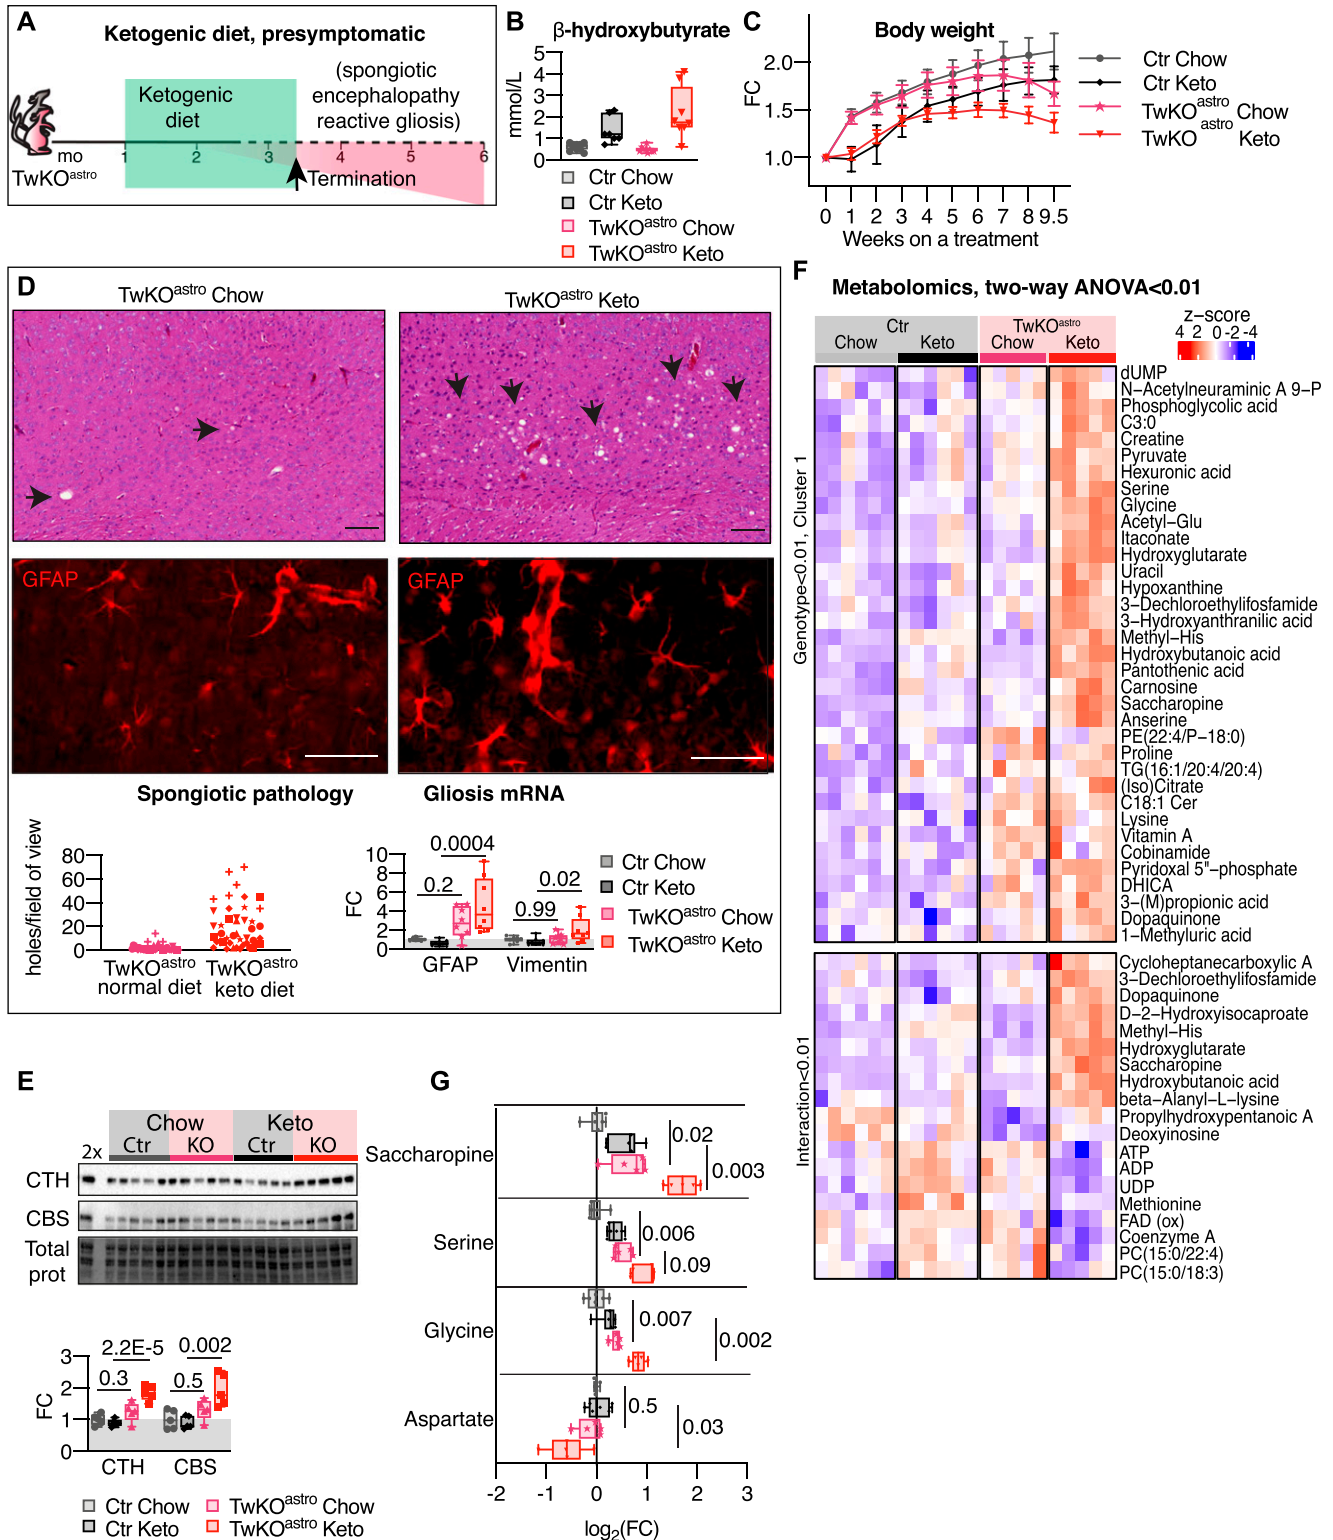 A
Ketogenic diet, presymptomatic
Ketogenic
diet
(spongiotic
encephalopathy
reactive gliosis)
mo
1 2 3 4 5 6
TwKOastro
Termination
B
β-hydroxybutyrate
mmol/L
5
4
3
2
1
0
Ctr Chow
Ctr Keto
TwKOastro Chow
TwKOastro Keto
C
Body weight
FC
2.0
1.5
1.0
0 1 2 3 4 5 6 7 8 9.5
Weeks on a treatment
Ctr Chow
Ctr Keto
TwKOastro Chow
TwKOastro Keto
D
TwKOastro Chow
TwKOastro Keto
GFAP
GFAP
Spongiotic pathology
holes/field of view
80
60
40
20
0
TwKOastro
normal diet
TwKOastro
keto diet
Gliosis mRNA
FC
10
8
6
4
2
0
0.0004
0.2
0.02
0.99
GFAP
Vimentin
Ctr Chow
Ctr Keto
TwKOastro Chow
TwKOastro Keto
E
Chow Keto
2x Ctr KO Ctr KO
CTH
CBS
Total
prot
FC
3
2
1
0
2.2E-5
0.002
0.3
0.5
CTH
CBS
Ctr Chow
Ctr Keto
TwKOastro Chow
TwKOastro Keto
F
Metabolomics, two-way ANOVA<0.01
Ctr
Chow Keto
TwKOastro
Chow Keto
z-score
4 2 0 -2 -4
Genotype<0.01, Cluster 1
dUMP
N-Acetylneuraminic A 9-P
Phosphoglycolic acid
C3:0
Creatine
Pyruvate
Hexuronic acid
Serine
Glycine
Acetyl-Glu
Itaconate
Hydroxyglutarate
Uracil
Hypoxanthine
3-Dechloroethylifosfamide
3-Hydroxyanthranilic acid
Methyl-His
Hydroxybutanoic acid
Pantothenic acid
Carnosine
Saccharopine
Anserine
PE(22:4/P-18:0)
Proline
TG(16:1/20:4/20:4)
(Iso)Citrate
C18:1 Cer
Lysine
Vitamin A
Cobinamide
Pyridoxal 5"-phosphate
DHICA
3-(M)propionic acid
Dopaquinone
1-Methyluric acid
Interaction<0.01
Cycloheptanecarboxylic A
3-Dechloroethylifosfamide
Dopaquinone
D-2-Hydroxyisocaproate
Methyl-His
Hydroxyglutarate
Saccharopine
Hydroxybutanoic acid
beta-Alanyl-L-lysine
Propylhydroxypentanoic A
Deoxyinosine
ATP
ADP
UDP
Methionine
FAD (ox)
Coenzyme A
PC(15:0/22:4)
PC(15:0/18:3)
G
Saccharopine
0.02
0.003
Serine
0.006
0.09
Glycine
0.007
0.002
Aspartate
0.5
0.03
-2 -1 0 1 2 3
log2(FC)